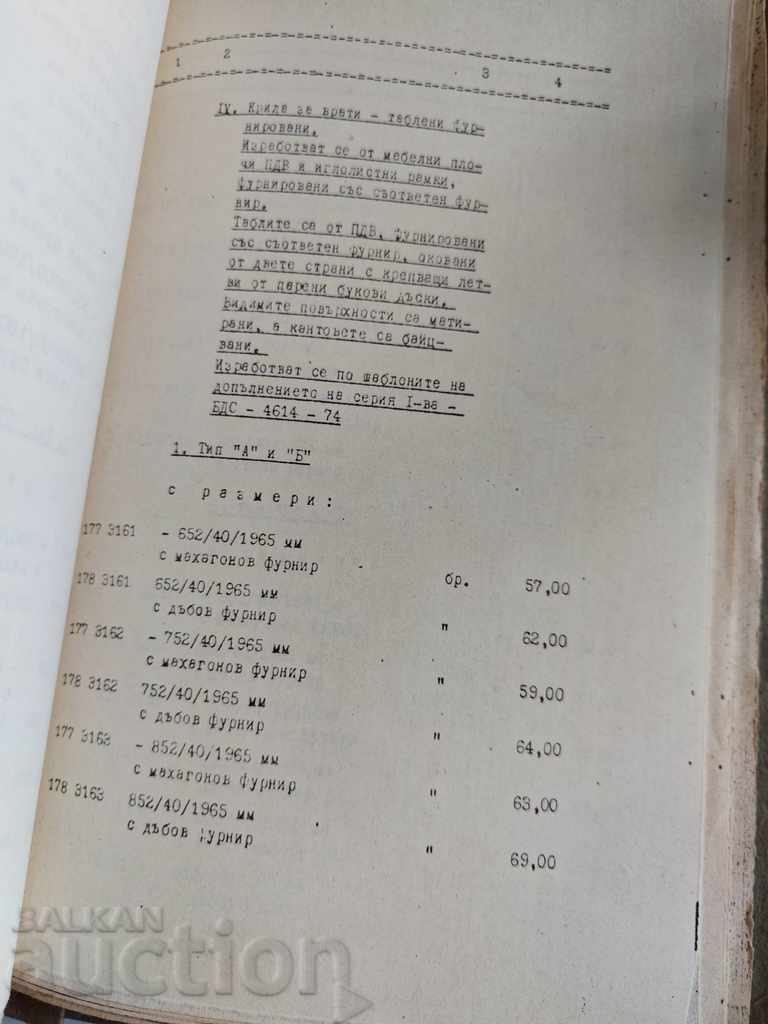 1 2 3 4
IV. Крила за врати - таблени фур-
нировани.
Изработват се от мебелни пло-
чи ПДВ и иглолистни рамки,
фурнировани със съответен фур-
нир.
Таблите са от ПДВ, фурнировани
със съответен фурнир, оковани
от двете страни с крепващи лет-
ви от парени букови дъски.
Видимите повърхности са мати-
рани, а кантовете са байц-
вани.
Изработват се по шаблоните на
допълнението на серия I-ва -
БДС - 4614 - 74
1. Тип "А" и "Б"
с размери:
177 3161 - 652/40/1965 мм
с махагонов фурнир бр. 57,00
178 3161 652/40/1965 мм
с дъбов фурнир " 62,00
177 3162 - 752/40/1965 мм
с махагонов фурнир " 59,00
178 3162 752/40/1965 мм
с дъбов фурнир " 64,00
177 3163 - 852/40/1965 мм
с махагонов фурнир " 63,00
178 3163 852/40/1965 мм
с дъбов фурнир " 69,00
BALKAN
auction